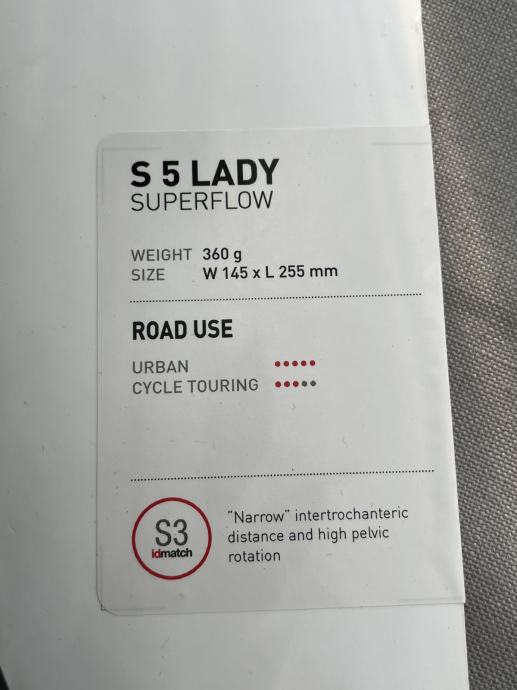 S 5 LADY
SUPERFLOW
WEIGHT 360 g
SIZE W 145 x L 255 mm
ROAD USE
URBAN
CYCLE TOURING
S3
idmatch
"Narrow" intertrochanteric
distance and high pelvic
rotation